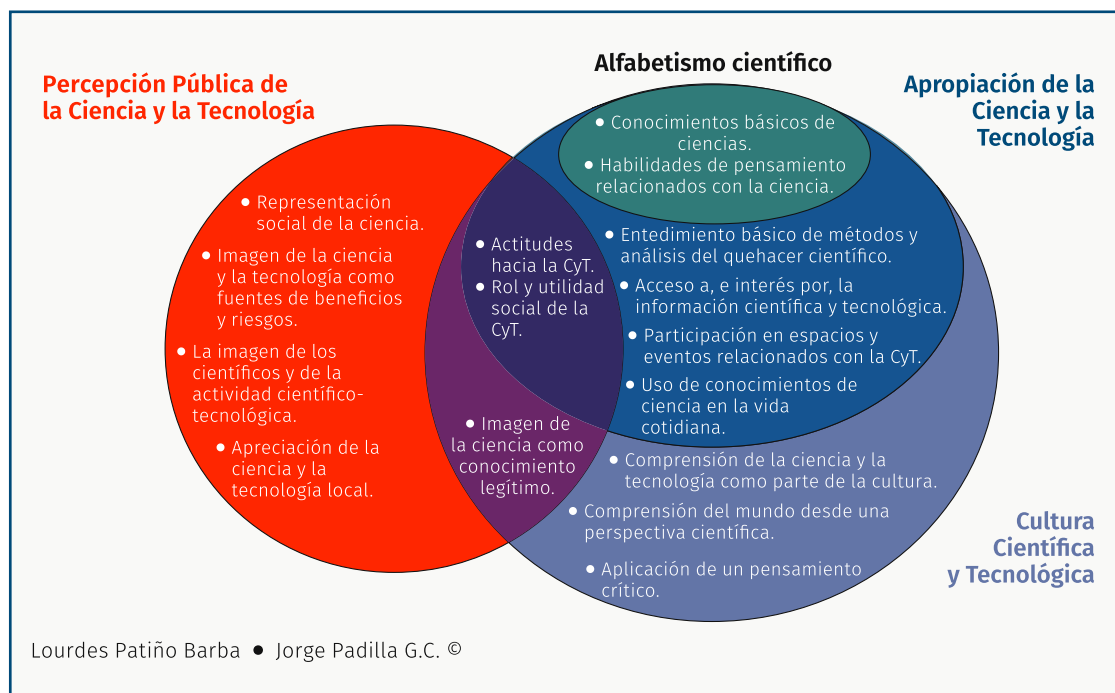 Percepción Pública de
la Ciencia y la Tecnología
Alfabetismo científico
Apropiación de la
Ciencia y la
Tecnología
• Conocimientos básicos de
ciencias.
• Habilidades de pensamiento
relacionados con la ciencia.
• Representación
social de la ciencia.
• Imagen de la ciencia
y la tecnología como
fuentes de beneficios
y riesgos.
• La imagen de los
científicos y de la
actividad científico-
tecnológica.
• Apreciación de la
ciencia y la
tecnología local.
• Actitudes
hacia la CyT.
• Rol y utilidad
social de la
CyT.
• Imagen de
la ciencia como
conocimiento
legítimo.
• Entedimiento básico de métodos y
análisis del quehacer científico.
• Acceso a, e interés por, la
información científica y tecnológica.
• Participación en espacios y
eventos relacionados con la CyT.
• Uso de conocimientos de
ciencia en la vida
cotidiana.
• Comprensión de la ciencia y la
tecnología como parte de la cultura.
• Comprensión del mundo desde una
perspectiva científica.
• Aplicación de un pensamiento
crítico.
Cultura
Científica
y Tecnológica
Lourdes Patiño Barba • Jorge Padilla G.C. ©